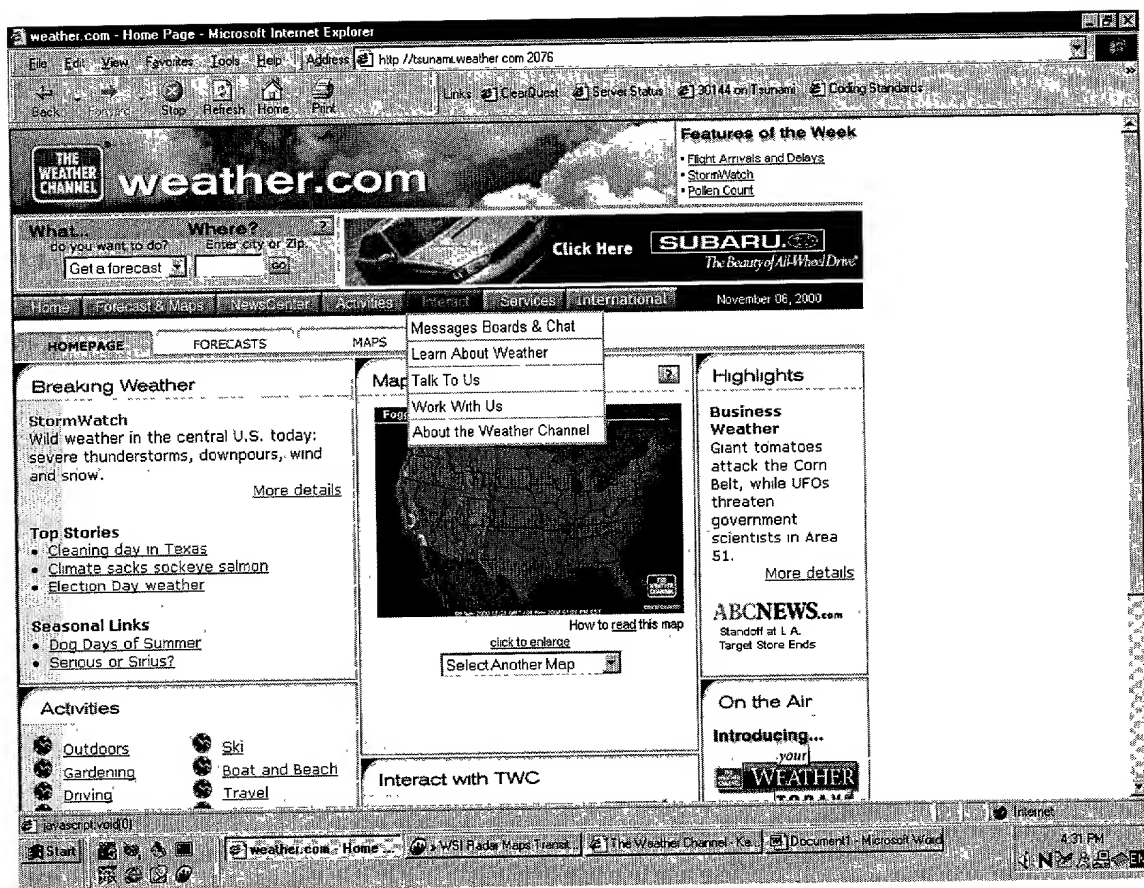 weather.com - Home Page - Microsoft Internet Explorer
File Edit View Favorites Tools Help Address http //tsunami.weather com 2076
Back Forward Stop Refresh Home Print Links ClearQuest Server Status 30144 on Tsunami Coding Standards
THE WEATHER CHANNEL
weather.com
Features of the Week
Flight Arrivals and Delays
StormWatch
Pollen Count
What... Where? ?
do you want to do? Enter city or Zip
Get a forecast GO
Click Here SUBARU.
The Beauty of All-Wheel Drive
Home Forecast & Maps NewsCenter Activities Interact Services International November 06, 2000
HOMEPAGE FORECASTS MAPS
Messages Boards & Chat
Learn About Weather
Talk To Us
Work With Us
About the Weather Channel
Breaking Weather
StormWatch
Wild weather in the central U.S. today:
severe thunderstorms, downpours, wind
and snow.
More details
Top Stories
Cleaning day in Texas
Climate sacks sockeye salmon
Election Day weather
Seasonal Links
Dog Days of Summer
Serious or Sirius?
Map ?
THE WEATHER CHANNEL
How to read this map
click to enlarge
Select Another Map
Highlights
Business
Weather
Giant tomatoes
attack the Corn
Belt, while UFOs
threaten
government
scientists in Area
51.
More details
ABCNEWS.com
Standoff at L A.
Target Store Ends
Activities
Outdoors Ski
Gardening Boat and Beach
Driving Travel
Interact with TWC
On the Air
Introducing...
your
WEATHER
TODAY
javascript:void(0) Internet
Start weather.com - Home ... WSI Radar Maps Transit... The Weather Channel - Ke... Document1 - Microsoft Word 4:31 PM